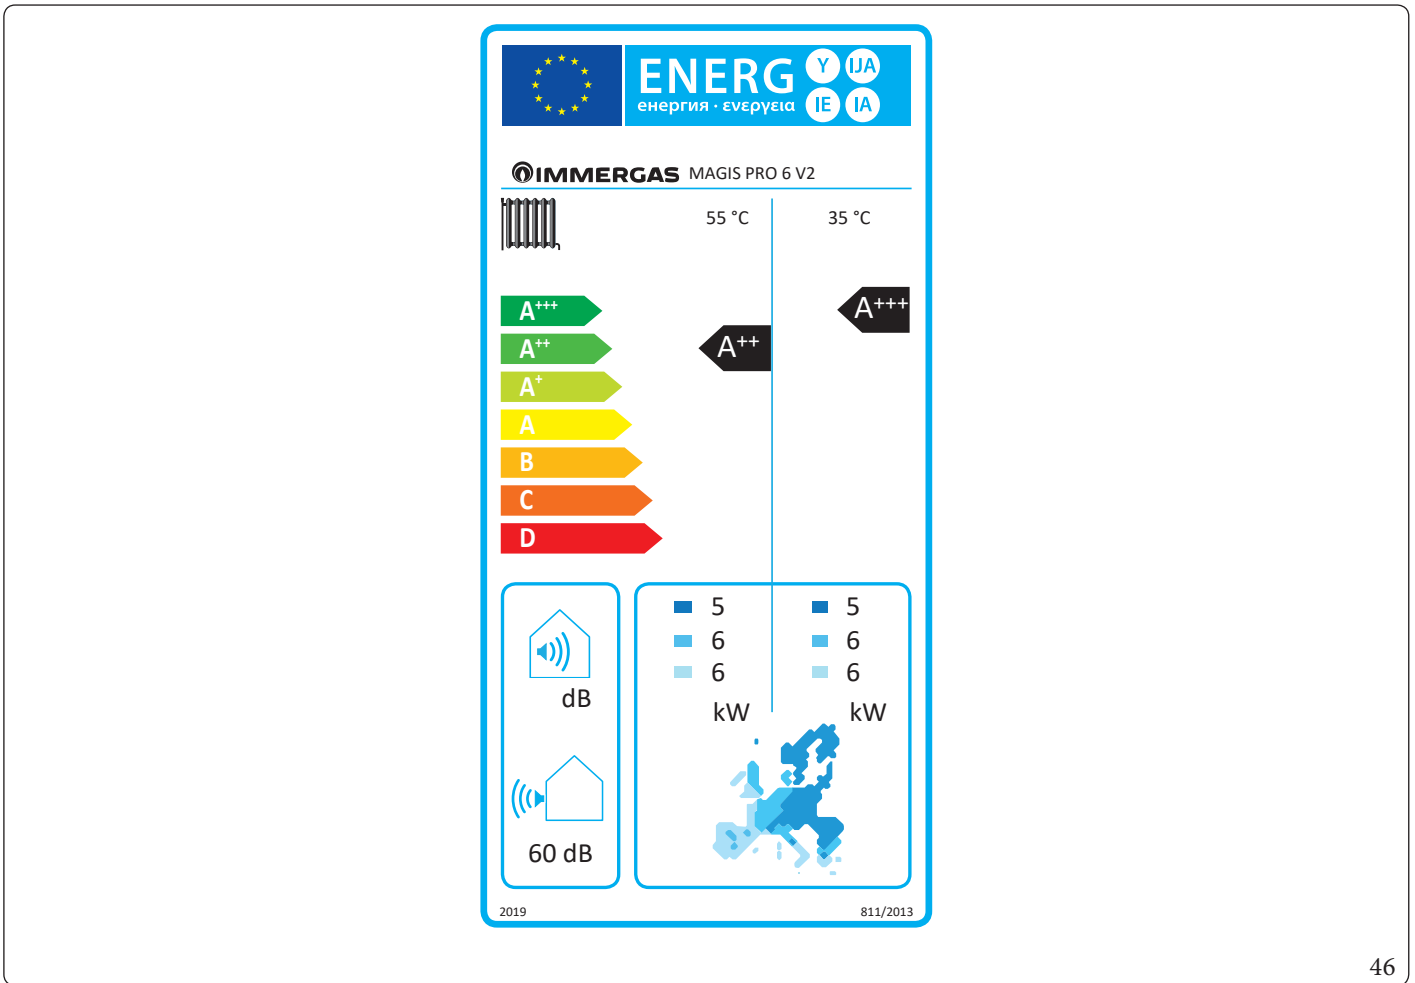 ENERG Y IJA
енергия · ενεργεια IE IA
IMMERGAS MAGIS PRO 6 V2
55 °C 35 °C
A+++ A+++
A++ A++
A+
A
B
C
D
5 5
6 6
6 6
dB kW kW
60 dB
2019 811/2013
46